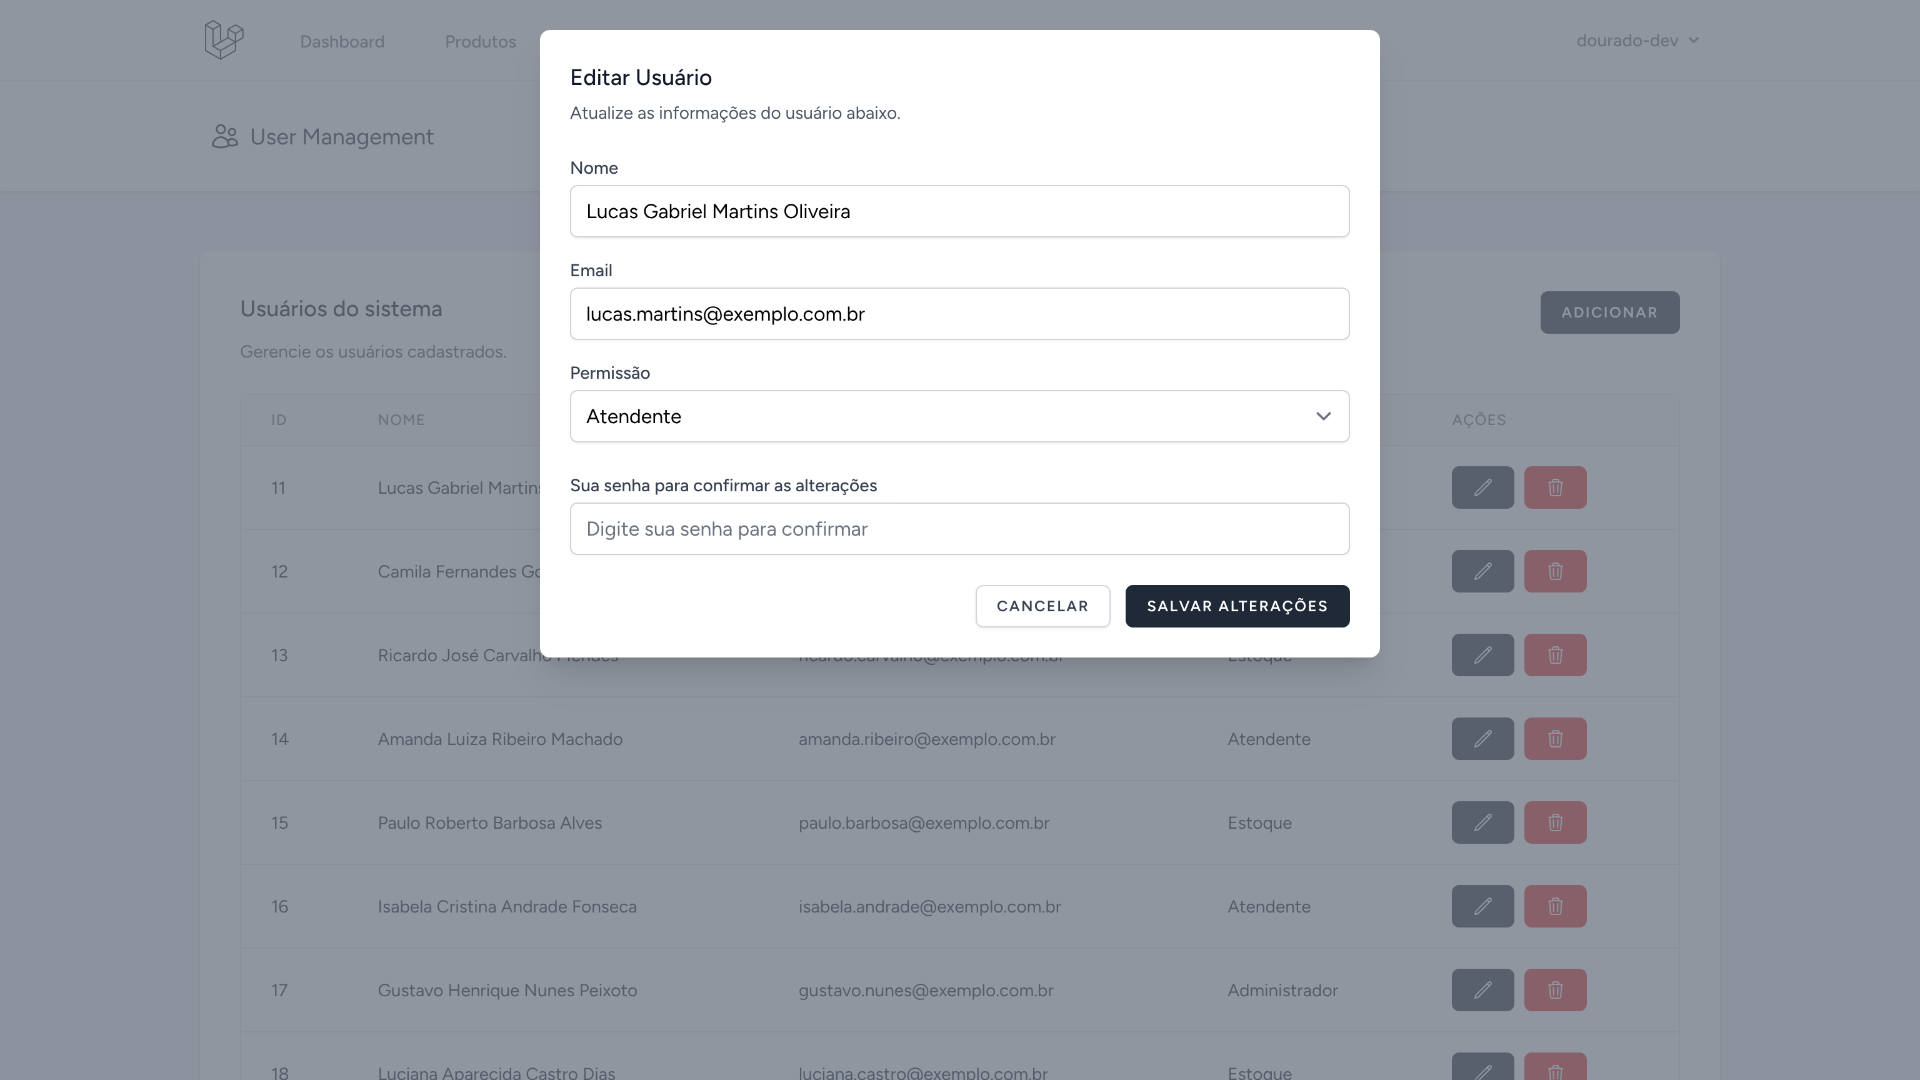 Dashboard
Produtos
dourado-dev
User Management
Editar Usuário
Atualize as informações do usuário abaixo.
Nome
Lucas Gabriel Martins Oliveira
Email
lucas.martins@exemplo.com.br
Permissão
Atendente
Sua senha para confirmar as alterações
Digite sua senha para confirmar
CANCELAR
SALVAR ALTERAÇÕES
Usuários do sistema
Gerencie os usuários cadastrados.
ADICIONAR
ID NOME AÇÕES
11 Lucas Gabriel Martins
12 Camila Fernandes
13 Ricardo José Carvalho Mendes ricardo.carvalho@exemplo.com.br Estoque
14 Amanda Luiza Ribeiro Machado amanda.ribeiro@exemplo.com.br Atendente
15 Paulo Roberto Barbosa Alves paulo.barbosa@exemplo.com.br Estoque
16 Isabela Cristina Andrade Fonseca isabela.andrade@exemplo.com.br Atendente
17 Gustavo Henrique Nunes Peixoto gustavo.nunes@exemplo.com.br Administrador
18 Luciana Aparecida Castro Dias luciana.castro@exemplo.com.br Estoque